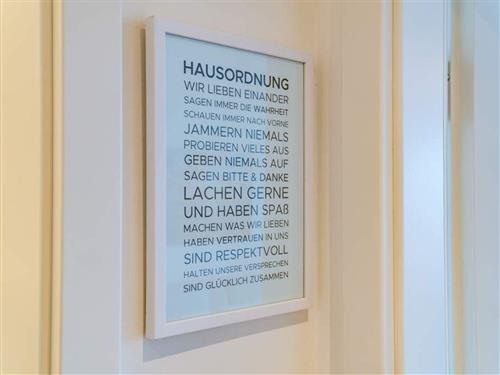 HAUSORDNUNG
WIR LIEBEN EINANDER
SAGEN IMMER DIE WAHRHEIT
SCHAUEN IMMER NACH VORNE
JAMMERN NIEMALS
PROBIEREN VIELES AUS
GEBEN NIEMALS AUF
SAGEN BITTE & DANKE
LACHEN GERNE
UND HABEN SPAß
MACHEN WAS WIR LIEBEN
HABEN VERTRAUEN IN UNS
SIND RESPEKTVOLL
HALTEN UNSERE VERSPRECHEN
SIND GLÜCKLICH ZUSAMMEN